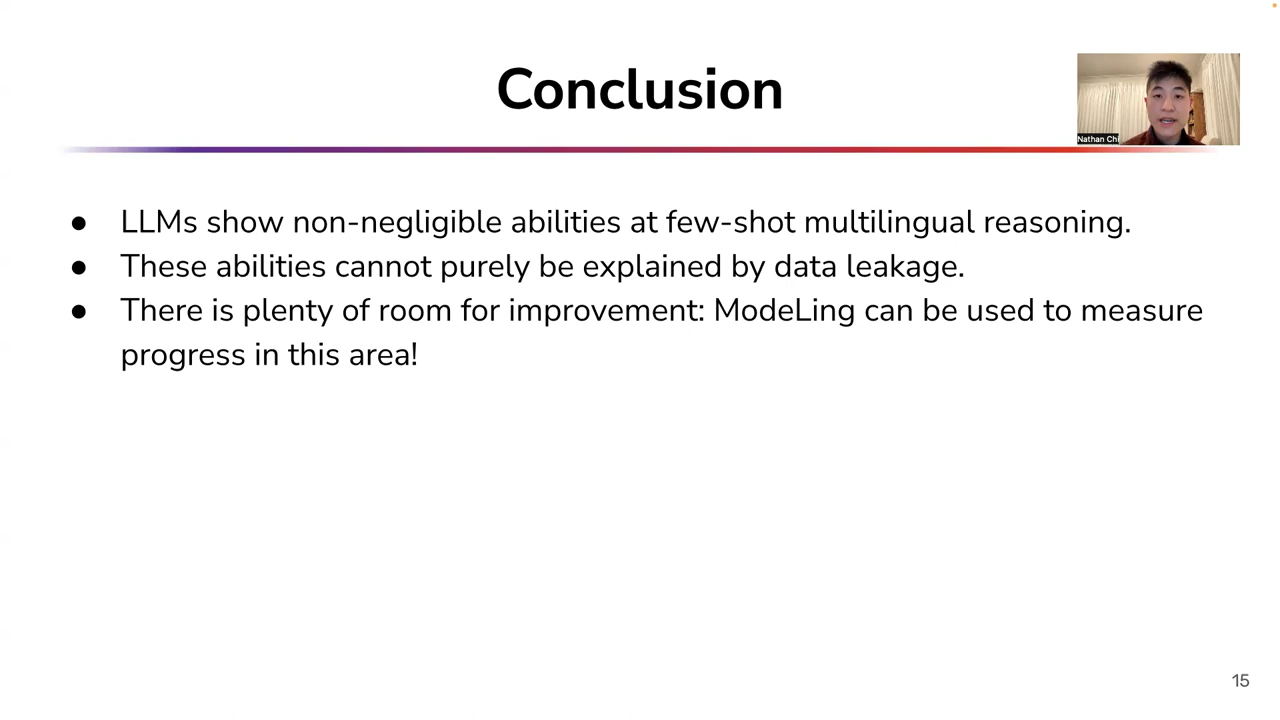 Conclusion
Nathan Chi
● LLMs show non-negligible abilities at few-shot multilingual reasoning.
● These abilities cannot purely be explained by data leakage.
● There is plenty of room for improvement: ModeLing can be used to measure
progress in this area!
15